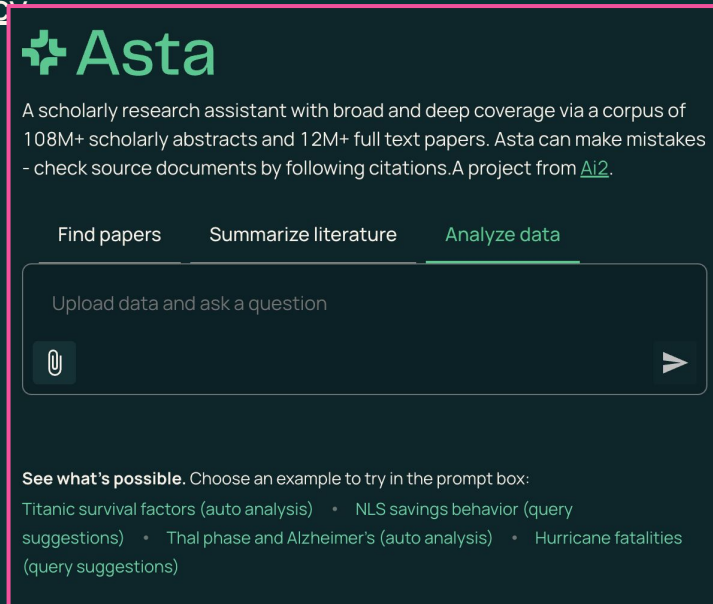 Asta
A scholarly research assistant with broad and deep coverage via a corpus of
108M+ scholarly abstracts and 12M+ full text papers. Asta can make mistakes
- check source documents by following citations.A project from Ai2.
Find papers Summarize literature Analyze data
Upload data and ask a question
See what's possible. Choose an example to try in the prompt box:
Titanic survival factors (auto analysis) • NLS savings behavior (query
suggestions) • Thal phase and Alzheimer's (auto analysis) • Hurricane fatalities
(query suggestions)